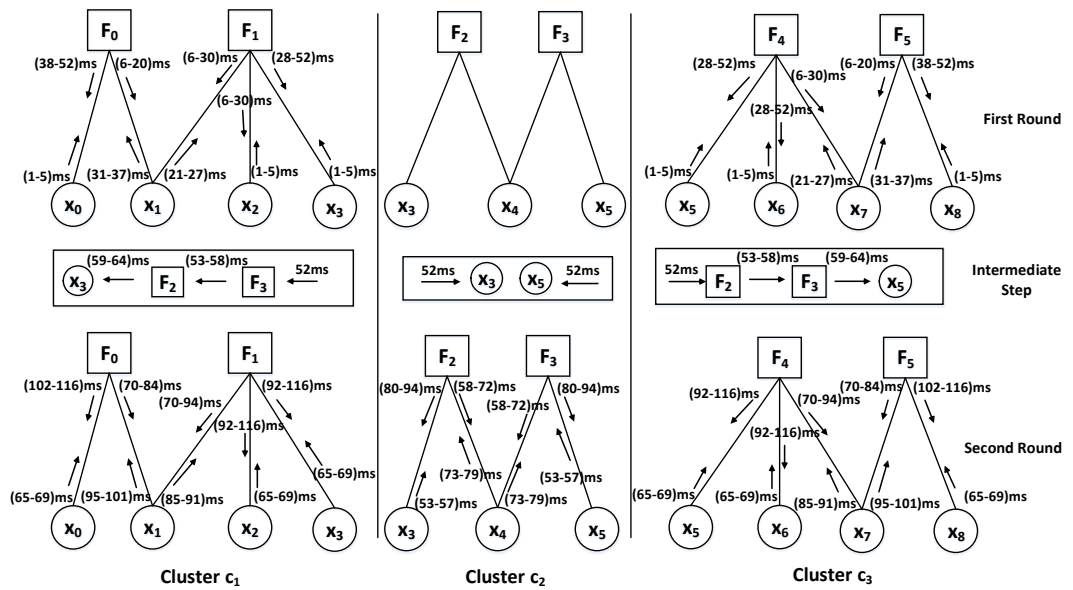 F0 F1 F2 F3 F4 F5
(38-52)ms (6-20)ms (6-30)ms (28-52)ms (28-52)ms (6-30)ms (6-20)ms (38-52)ms
(6-30)ms (28-52)ms
First Round
(1-5)ms (31-37)ms (21-27)ms (1-5)ms (1-5)ms (1-5)ms (1-5)ms (21-27)ms (31-37)ms (1-5)ms
x0 x1 x2 x3 x3 x4 x5 x5 x6 x7 x8
(59-64)ms (53-58)ms 52ms 52ms 52ms 52ms (53-58)ms (59-64)ms
x3 F2 F3 x3 x5 F2 F3 x5
Intermediate
Step
F0 F1 F2 F3 F4 F5
(102-116)ms (70-84)ms (92-116)ms (80-94)ms (58-72)ms (80-94)ms (92-116)ms (70-84)ms (102-116)ms
(70-94)ms (58-72)ms (70-94)ms
(92-116)ms (92-116)ms
Second Round
(73-79)ms (53-57)ms
(65-69)ms (95-101)ms (85-91)ms (65-69)ms (65-69)ms (53-57)ms (73-79)ms (65-69)ms (65-69)ms (85-91)ms (95-101)ms (65-69)ms
x0 x1 x2 x3 x3 x4 x5 x5 x6 x7 x8
Cluster c1 Cluster c2 Cluster c3